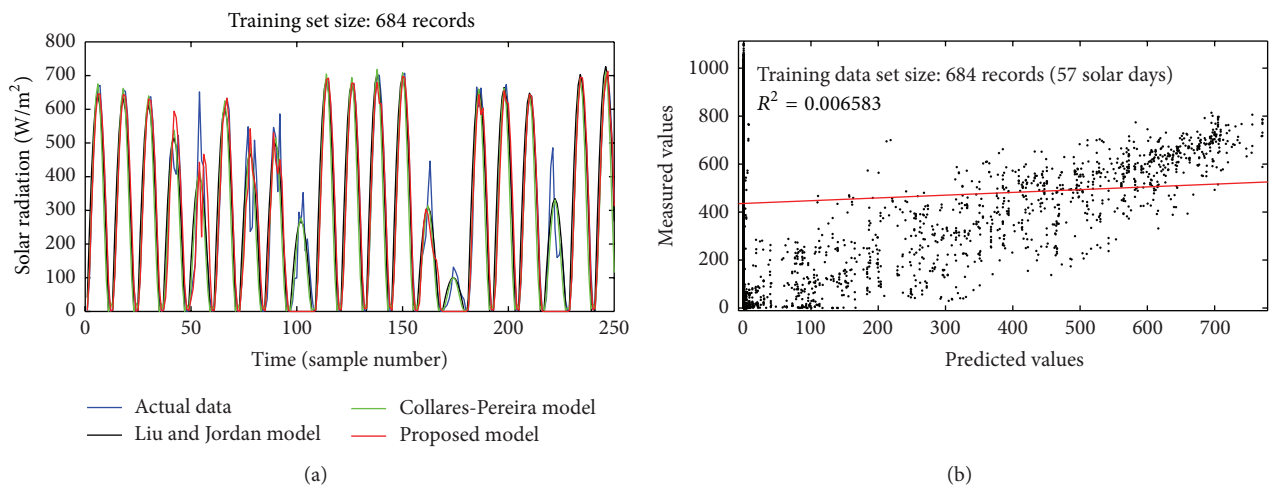 Training set size: 684 records
Solar radiation (W/m²)
800
700
600
500
400
300
200
100
0
0 50 100 150 200 250
Time (sample number)
Actual data
Liu and Jordan model
Collares-Pereira model
Proposed model
(a)
Training data set size: 684 records (57 solar days)
R² = 0.006583
Measured values
1000
800
600
400
200
0
0 100 200 300 400 500 600 700
Predicted values
(b)